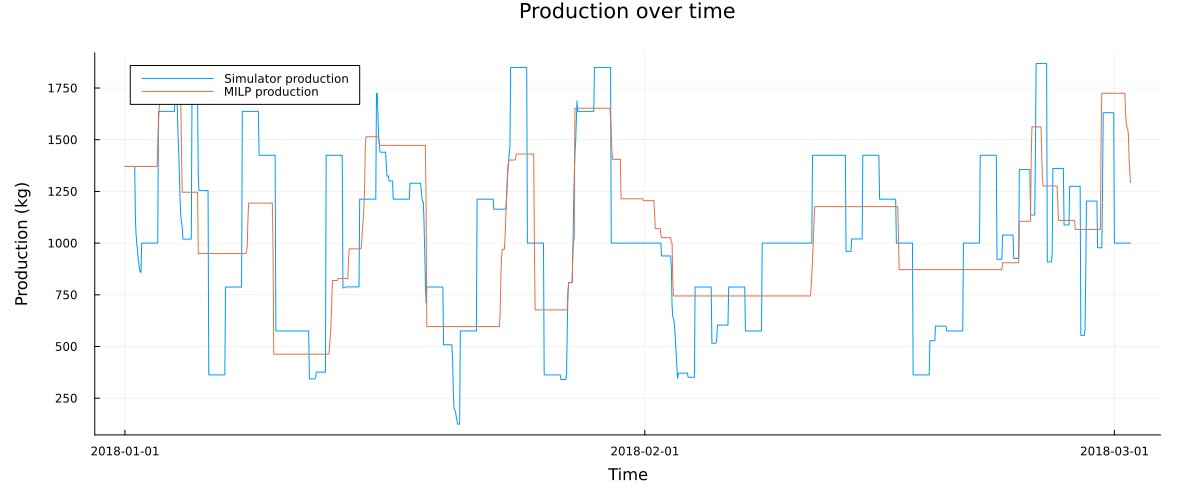 Production over time
Simulator production
MILP production
Production (kg)
1750
1500
1250
1000
750
500
250
2018-01-01
2018-02-01
2018-03-01
Time